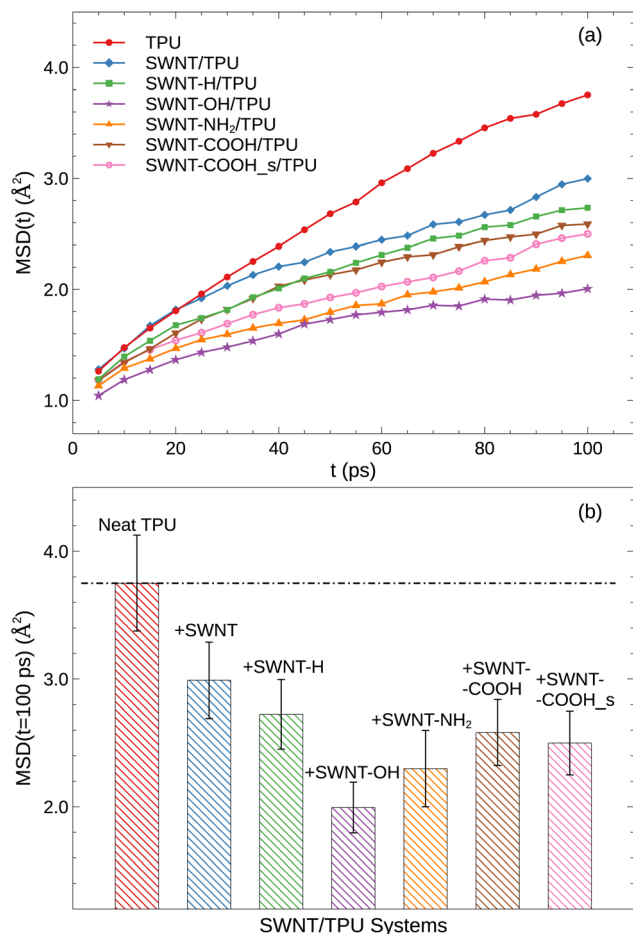 (a)
TPU
SWNT/TPU
SWNT-H/TPU
SWNT-OH/TPU
SWNT-NH₂/TPU
SWNT-COOH/TPU
SWNT-COOH_s/TPU
4.0
3.0
2.0
1.0
MSD(t) (Å²)
0
20
40
60
80
100
t (ps)
(b)
Neat TPU
+SWNT
+SWNT-H
+SWNT-OH
+SWNT-NH₂
+SWNT-
-COOH
+SWNT-
-COOH_s
4.0
3.0
2.0
MSD(t=100 ps) (Å²)
SWNT/TPU Systems